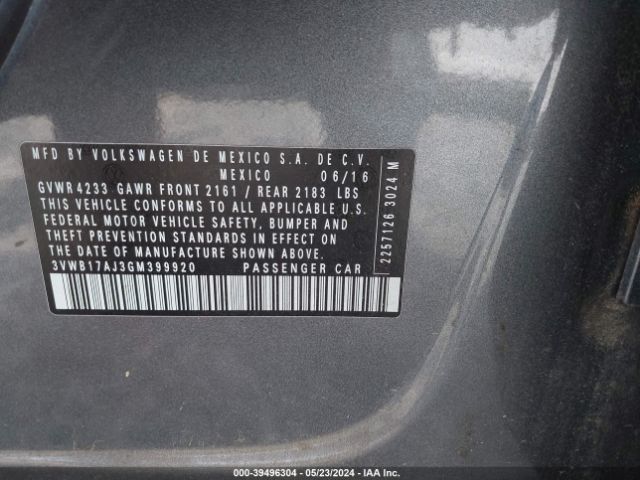 MFD BY VOLKSWAGEN DE MEXICO S.A. DE C.V.
MEXICO 06/16
GVWR 4233 GAWR FRONT 2161 / REAR 2183 LBS
THIS VEHICLE CONFORMS TO ALL APPLICABLE U.S.
FEDERAL MOTOR VEHICLE SAFETY, BUMPER AND
THEFT PREVENTION STANDARDS IN EFFECT ON
THE DATE OF MANUFACTURE SHOWN ABOVE.
3VWB17AJ3GM399920 PASSENGER CAR
2257126 3024 M
000-39496304 - 05/23/2024 - IAA Inc.